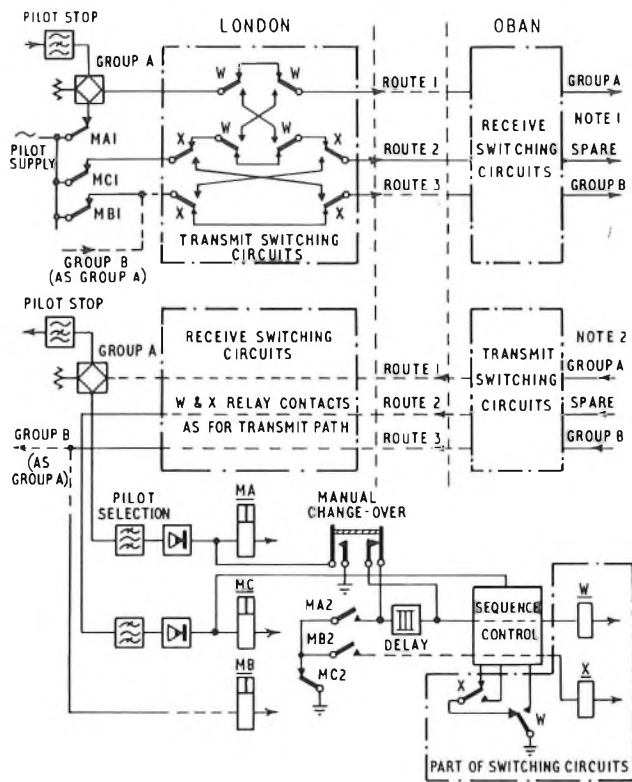 PILOT STOP
LONDON
OBAN
GROUP A
W
W
ROUTE 1
GROUP A
NOTE 1
PILOT
SUPPLY
MA1
X
W
W
X
ROUTE 2
RECEIVE
SWITCHING
CIRCUITS
SPARE
MC1
ROUTE 3
GROUP B
MB1
X
X
GROUP B
(AS GROUP A)
TRANSMIT SWITCHING
CIRCUITS
PILOT STOP
GROUP A
RECEIVE SWITCHING
CIRCUITS
ROUTE 1
TRANSMIT
SWITCHING
CIRCUITS
NOTE 2
GROUP A
W & X RELAY CONTACTS
AS FOR TRANSMIT PATH
ROUTE 2
SPARE
GROUP B
(AS
GROUP A)
ROUTE 3
GROUP B
PILOT
SELECTION
MA
MANUAL
CHANGE-OVER
MC
MA2
MB2
MC2
DELAY
SEQUENCE
CONTROL
W
MB
X
X
W
PART OF SWITCHING CIRCUITS